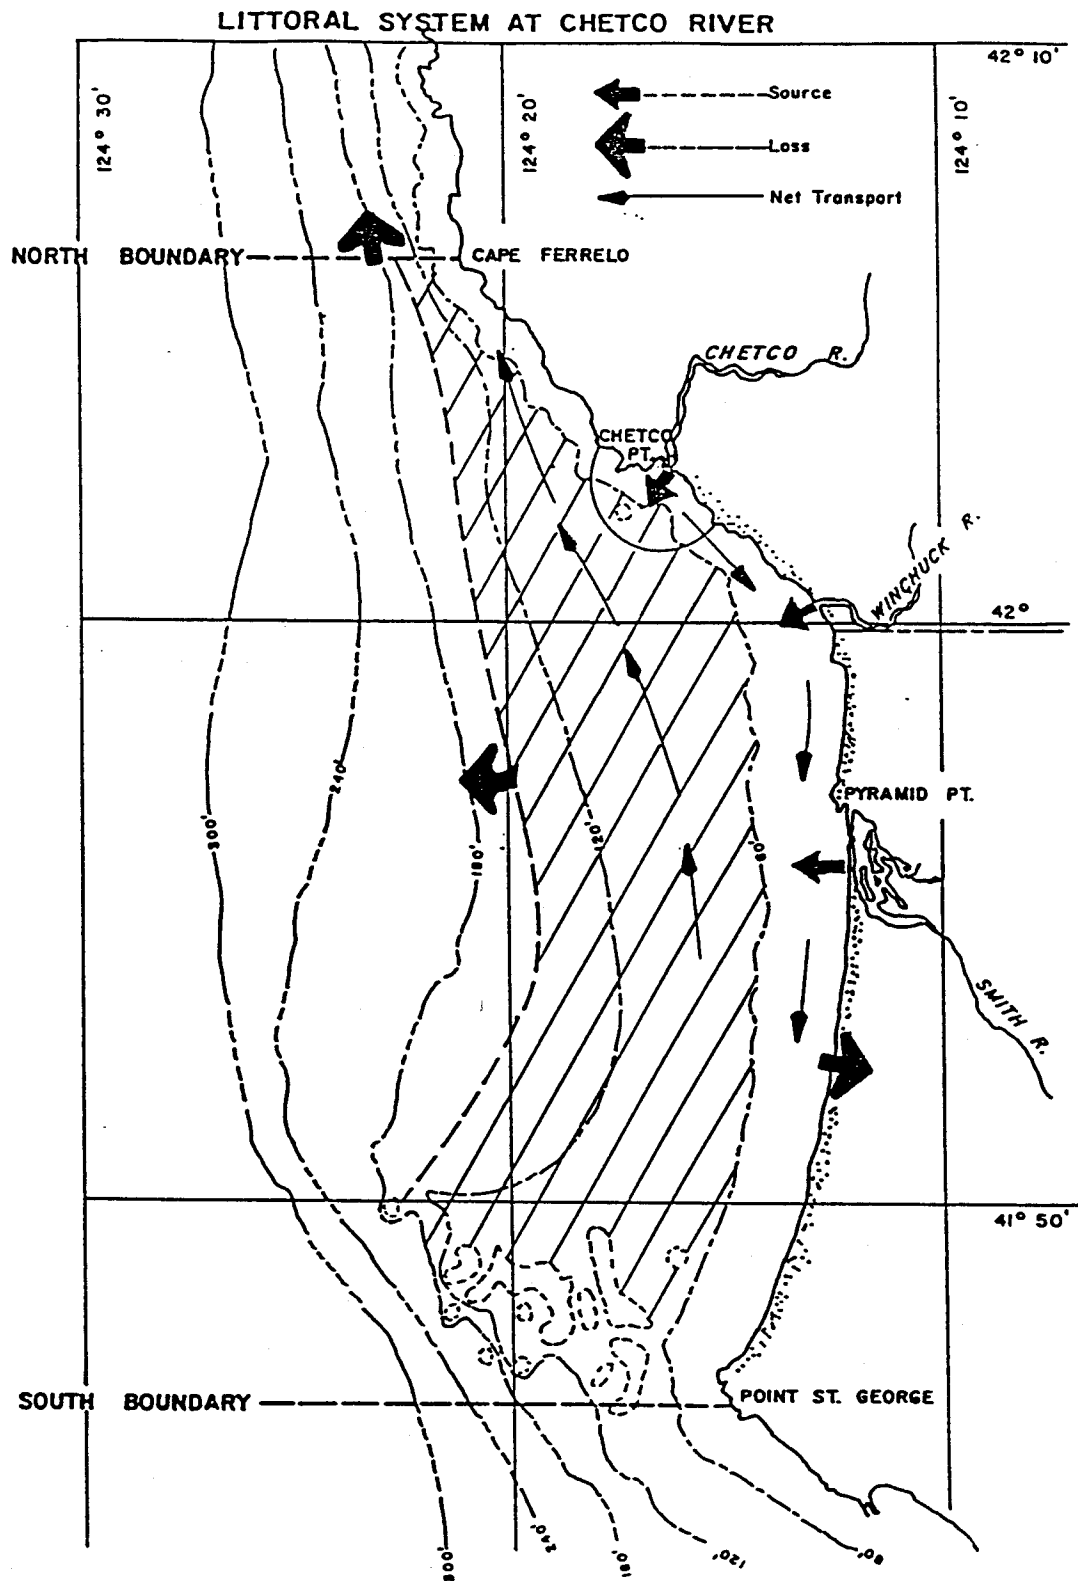 LITTORAL SYSTEM AT CHETCO RIVER
42° 10'
124° 30'
124° 20'
124° 10'
Source
Loss
Net Transport
NORTH BOUNDARY
CAPE FERRELO
CHETCO R.
CHETCO
PT.
WINCHUCK R.
42°
PYRAMID PT.
300'
240'
180'
120'
60'
SMITH R.
41° 50'
SOUTH BOUNDARY
POINT ST. GEORGE
300'
240'
180'
120'
60'